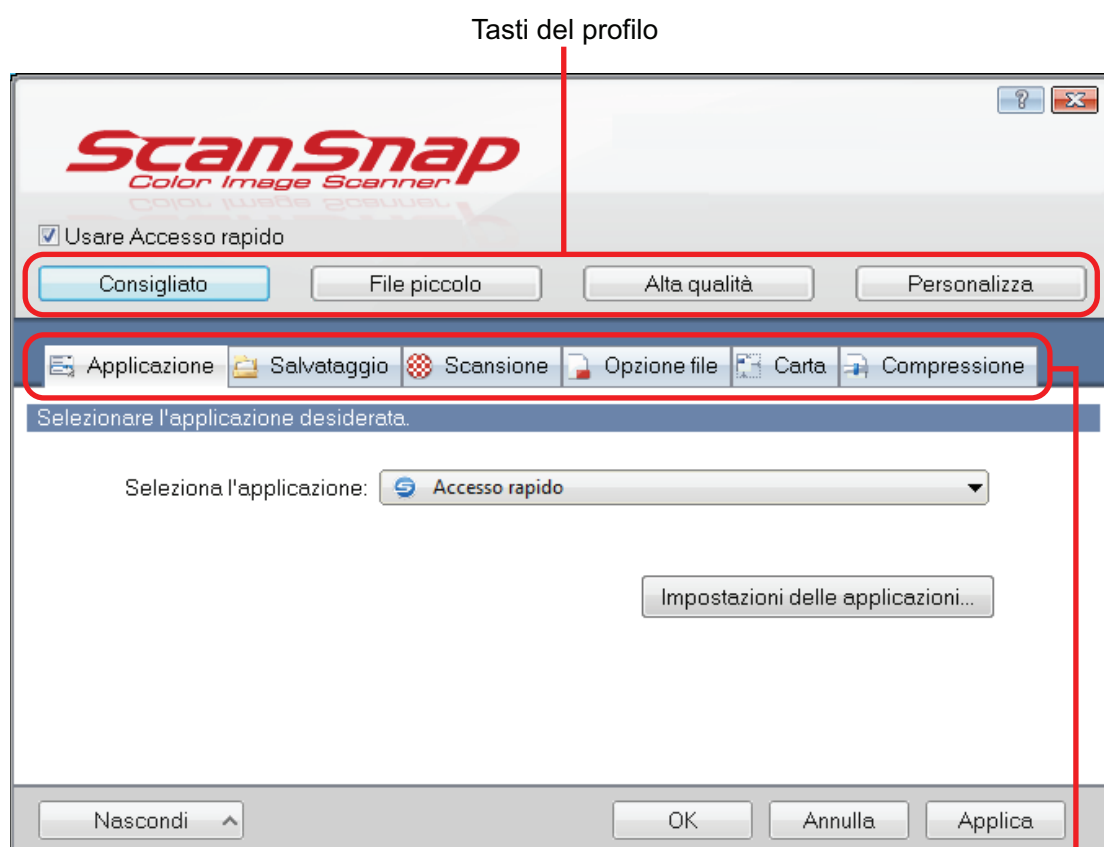 Tasti del profilo
ScanSnap
Color Image Scanner
Usare Accesso rapido
Consigliato File piccolo Alta qualità Personalizza
Applicazione Salvataggio Scansione Opzione file Carta Compressione
Selezionare l'applicazione desiderata.
Seleziona l'applicazione: Accesso rapido
Impostazioni delle applicazioni...
Nascondi OK Annulla Applica